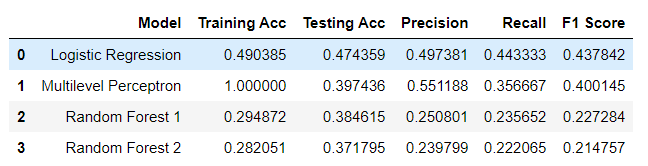 Model Training Acc Testing Acc Precision Recall F1 Score
0 Logistic Regression 0.490385 0.474359 0.497381 0.443333 0.437842
1 Multilevel Perceptron 1.000000 0.397436 0.551188 0.356667 0.400145
2 Random Forest 1 0.294872 0.384615 0.250801 0.235652 0.227284
3 Random Forest 2 0.282051 0.371795 0.239799 0.222065 0.214757